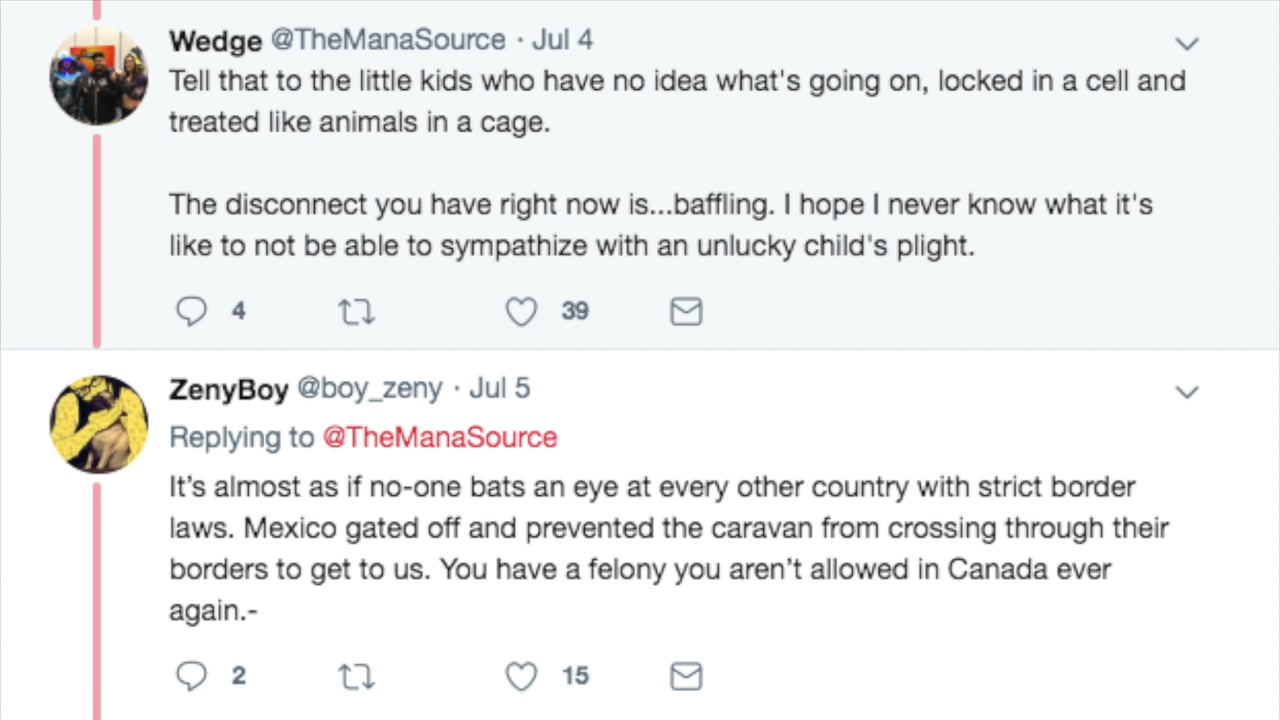 Wedge @TheManaSource · Jul 4
Tell that to the little kids who have no idea what's going on, locked in a cell and
treated like animals in a cage.
The disconnect you have right now is...baffling. I hope I never know what it's
like to not be able to sympathize with an unlucky child's plight.
4 39
ZenyBoy @boy_zeny · Jul 5
Replying to @TheManaSource
It’s almost as if no-one bats an eye at every other country with strict border
laws. Mexico gated off and prevented the caravan from crossing through their
borders to get to us. You have a felony you aren’t allowed in Canada ever
again.-
2 15